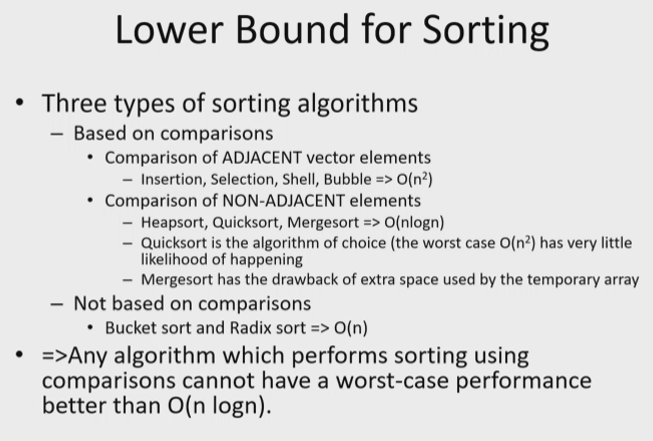 Lower Bound for Sorting
• Three types of sorting algorithms
– Based on comparisons
• Comparison of ADJACENT vector elements
– Insertion, Selection, Shell, Bubble => O(n²)
• Comparison of NON-ADJACENT elements
– Heapsort, Quicksort, Mergesort => O(nlogn)
– Quicksort is the algorithm of choice (the worst case O(n²) has very little
likelihood of happening
– Mergesort has the drawback of extra space used by the temporary array
– Not based on comparisons
• Bucket sort and Radix sort => O(n)
• =>Any algorithm which performs sorting using
comparisons cannot have a worst-case performance
better than O(n logn).